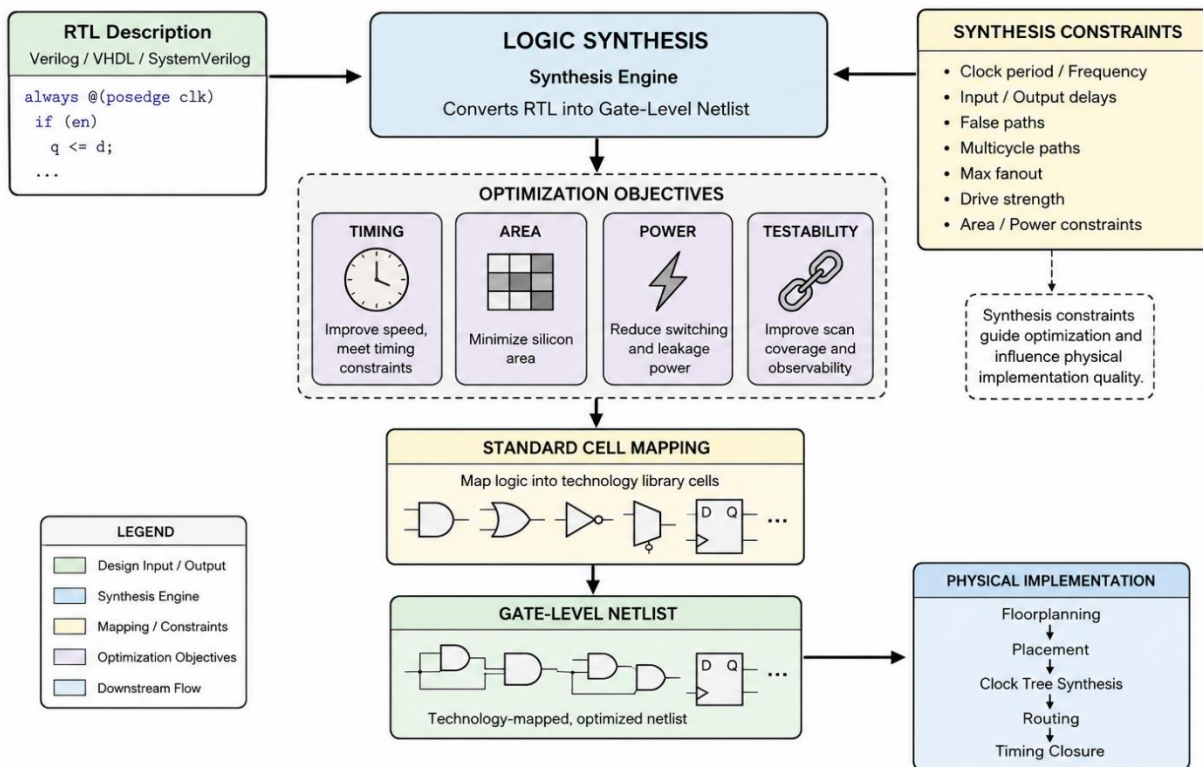 RTL Description
Verilog / VHDL / SystemVerilog
always @(posedge clk)
if (en)
q <= d;
...
LOGIC SYNTHESIS
Synthesis Engine
Converts RTL into Gate-Level Netlist
SYNTHESIS CONSTRAINTS
• Clock period / Frequency
• Input / Output delays
• False paths
• Multicycle paths
• Max fanout
• Drive strength
• Area / Power constraints
Synthesis constraints
guide optimization and
influence physical
implementation quality.
OPTIMIZATION OBJECTIVES
TIMING
Improve speed,
meet timing
constraints
AREA
Minimize silicon
area
POWER
Reduce switching
and leakage
power
TESTABILITY
Improve scan
coverage and
observability
STANDARD CELL MAPPING
Map logic into technology library cells
D Q
...
LEGEND
Design Input / Output
Synthesis Engine
Mapping / Constraints
Optimization Objectives
Downstream Flow
GATE-LEVEL NETLIST
D Q
...
Technology-mapped, optimized netlist
PHYSICAL IMPLEMENTATION
Floorplanning
Placement
Clock Tree Synthesis
Routing
Timing Closure